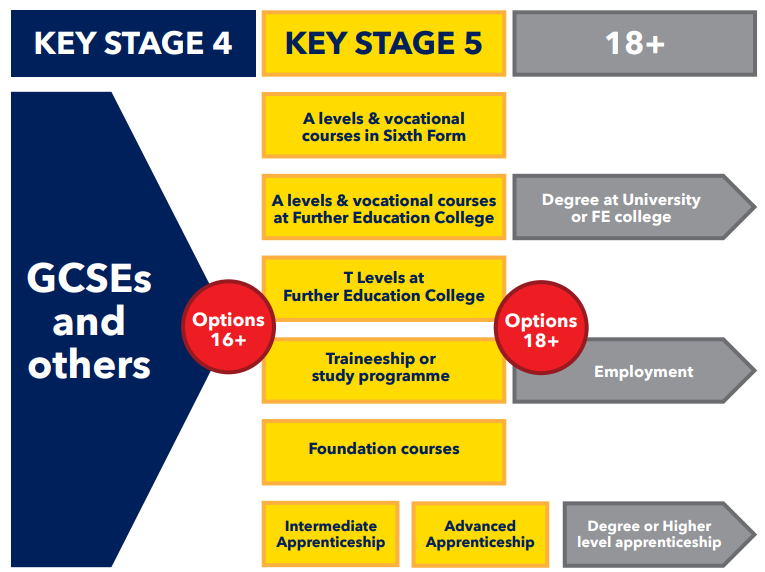 KEY STAGE 4
KEY STAGE 5
18+
GCSEs
and
others
Options
16+
A levels & vocational
courses in Sixth Form
A levels & vocational courses
at Further Education College
T Levels at
Further Education College
Traineeship or
study programme
Foundation courses
Intermediate
Apprenticeship
Advanced
Apprenticeship
Options
18+
Degree at University
or FE college
Employment
Degree or Higher
level apprenticeship